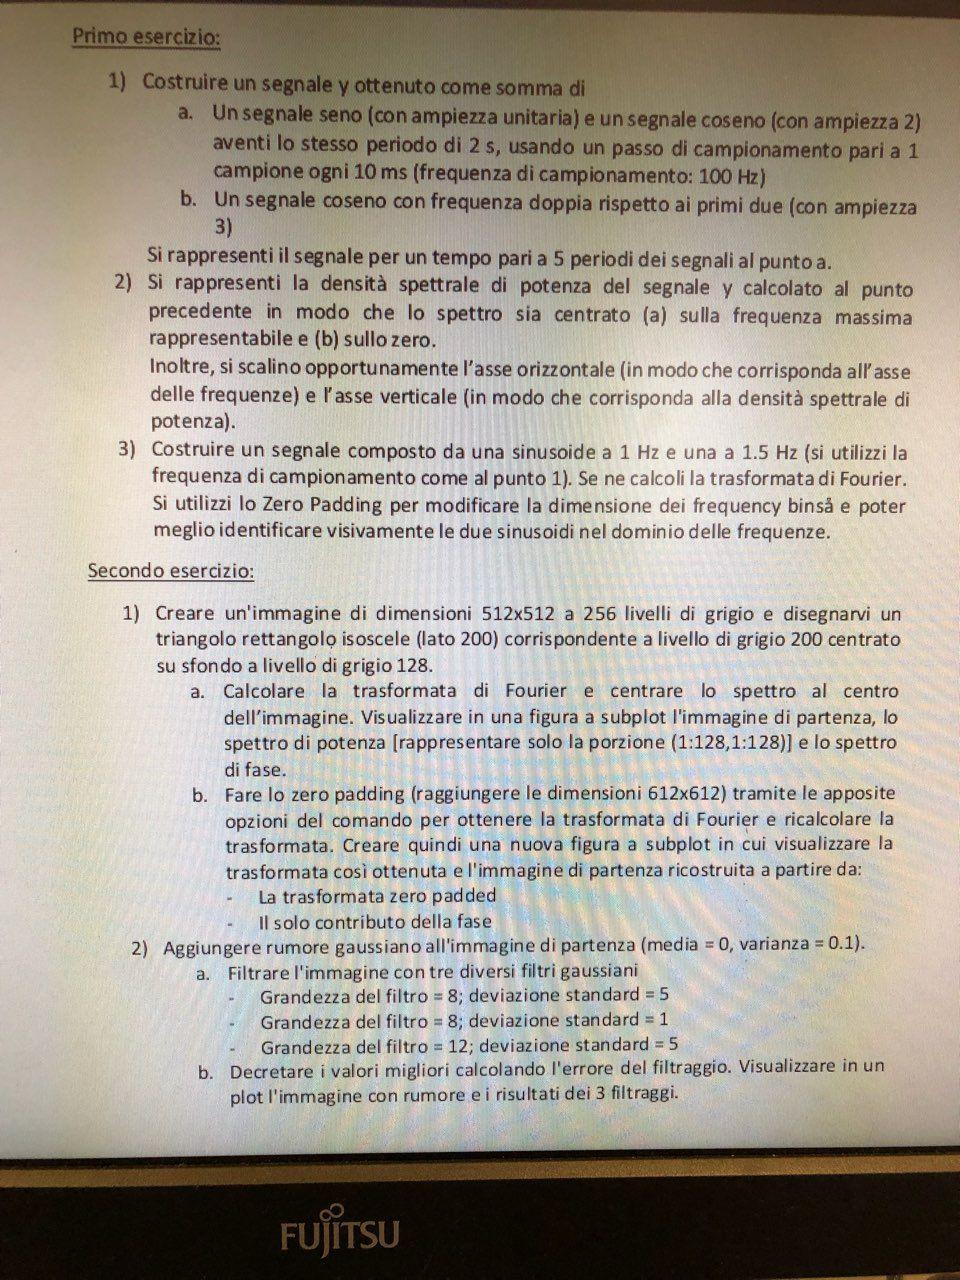 Primo esercizio:
1) Costruire un segnale y ottenuto come somma di
a. Un segnale seno (con ampiezza unitaria) e un segnale coseno (con ampiezza 2)
aventi lo stesso periodo di 2 s, usando un passo di campionamento pari a 1
campione ogni 10 ms (frequenza di campionamento: 100 Hz)
b. Un segnale coseno con frequenza doppia rispetto ai primi due (con ampiezza
3)
Si rappresenti il segnale per un tempo pari a 5 periodi dei segnali al punto a.
2) Si rappresenti la densità spettrale di potenza del segnale y calcolato al punto
precedente in modo che lo spettro sia centrato (a) sulla frequenza massima
rappresentabile e (b) sullo zero.
Inoltre, si scalino opportunamente l'asse orizzontale (in modo che corrisponda all'asse
delle frequenze) e l'asse verticale (in modo che corrisponda alla densità spettrale di
potenza).
3) Costruire un segnale composto da una sinusoide a 1 Hz e una a 1.5 Hz (si utilizzi la
frequenza di campionamento come al punto 1). Se ne calcoli la trasformata di Fourier.
Si utilizzi lo Zero Padding per modificare la dimensione dei frequency binså e poter
meglio identificare visivamente le due sinusoidi nel dominio delle frequenze.
Secondo esercizio:
1) Creare un'immagine di dimensioni 512x512 a 256 livelli di grigio e disegnarvi un
triangolo rettangolo isoscele (lato 200) corrispondente a livello di grigio 200 centrato
su sfondo a livello di grigio 128.
a. Calcolare la trasformata di Fourier e centrare lo spettro al centro
dell'immagine. Visualizzare in una figura a subplot l'immagine di partenza, lo
spettro di potenza [rappresentare solo la porzione (1:128,1:128)] e lo spettro
di fase.
b. Fare lo zero padding (raggiungere le dimensioni 612x612) tramite le apposite
opzioni del comando per ottenere la trasformata di Fourier e ricalcolare la
trasformata. Creare quindi una nuova figura a subplot in cui visualizzare la
trasformata così ottenuta e l'immagine di partenza ricostruita a partire da:
- La trasformata zero padded
- Il solo contributo della fase
2) Aggiungere rumore gaussiano all'immagine di partenza (media = 0, varianza = 0.1).
a. Filtrare l'immagine con tre diversi filtri gaussiani
- Grandezza del filtro = 8; deviazione standard = 5
- Grandezza del filtro = 8; deviazione standard = 1
- Grandezza del filtro = 12; deviazione standard = 5
b. Decretare i valori migliori calcolando l'errore del filtraggio. Visualizzare in un
plot l'immagine con rumore e i risultati dei 3 filtraggi.
FUJITSU